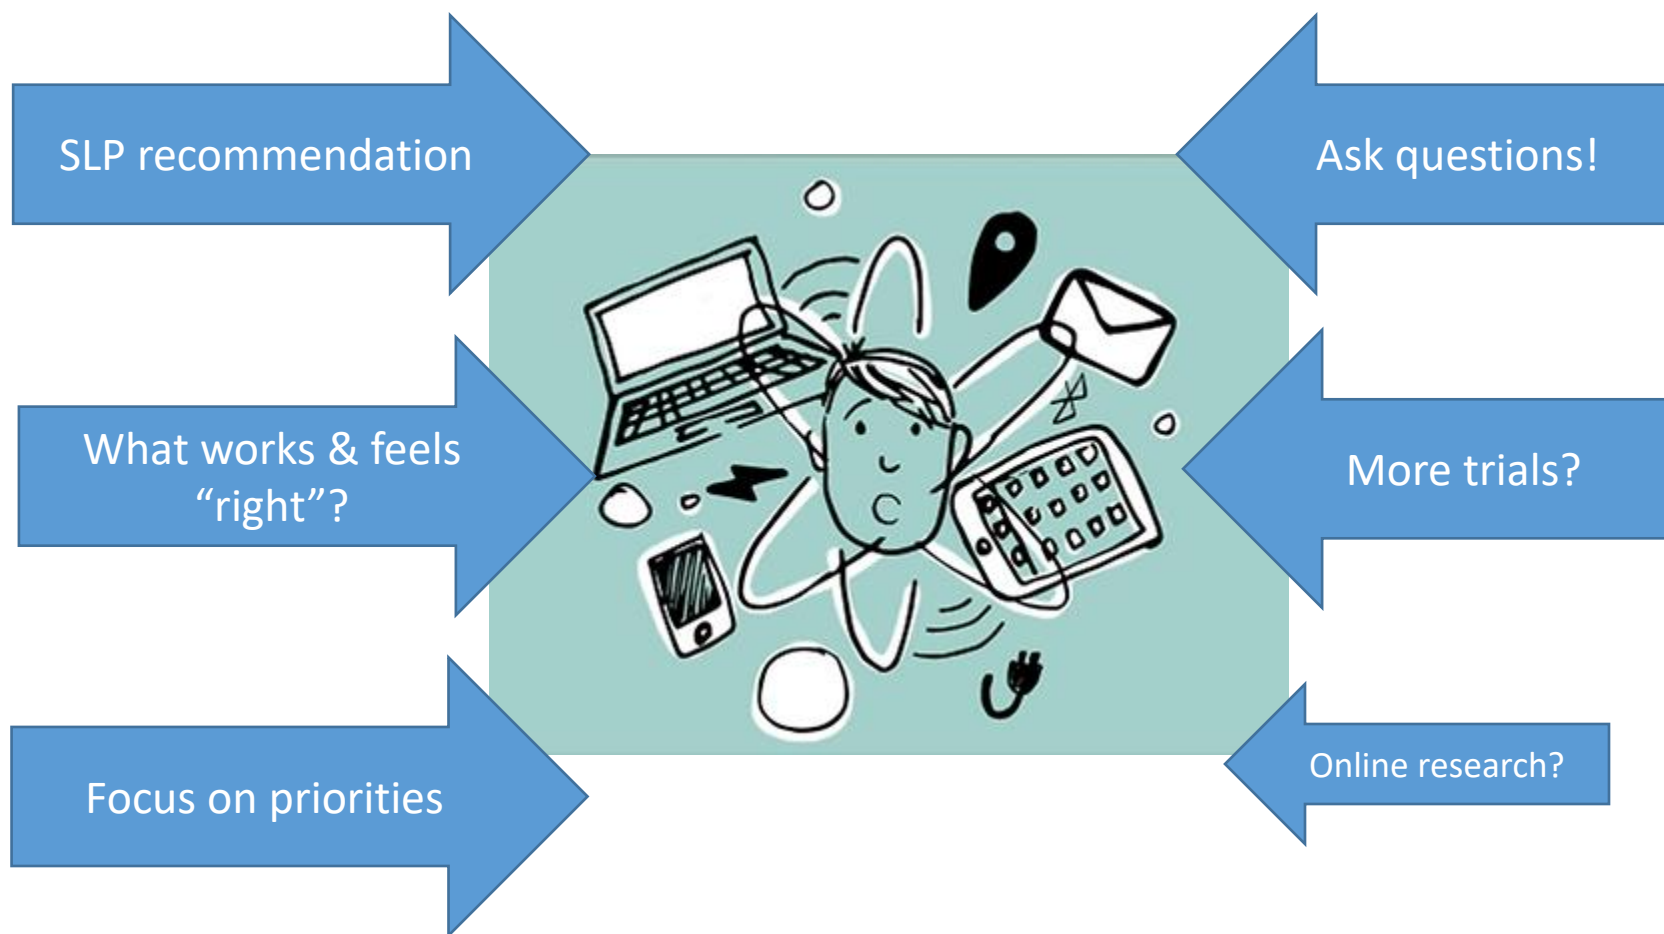 SLP recommendation
Ask questions!
What works & feels
“right”?
More trials?
Focus on priorities
Online research?